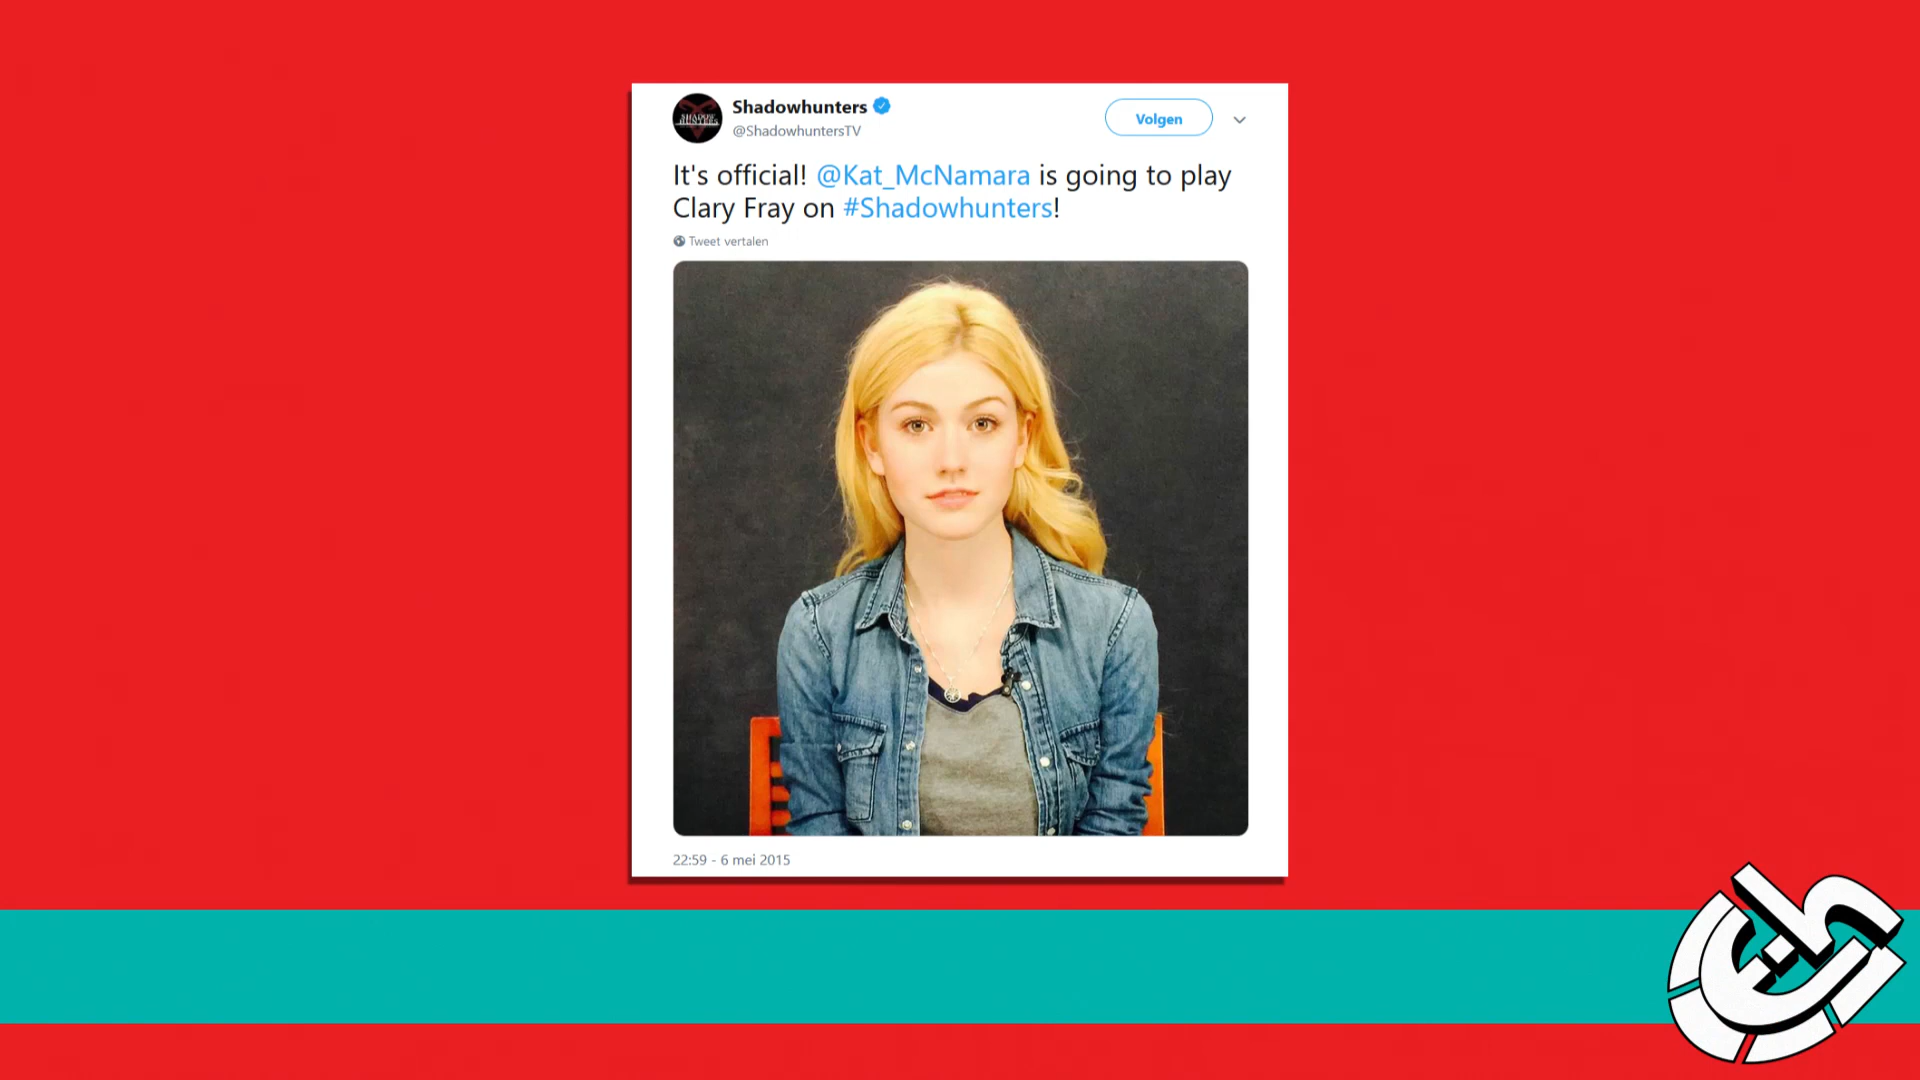 Shadowhunters
@ShadowhuntersTV
Volgen
It's official! @Kat_McNamara is going to play
Clary Fray on #Shadowhunters!
Tweet vertalen
22:59 - 6 mei 2015